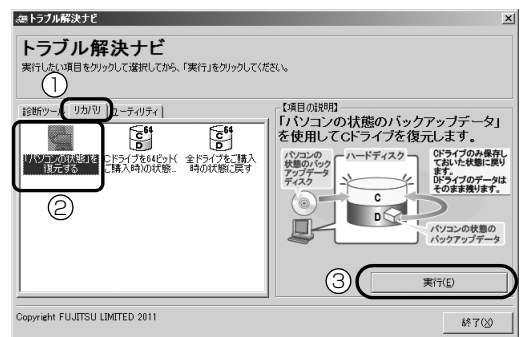 トラブル解決ナビ
トラブル解決ナビ
実行したい項目をクリックして選択してから、「実行」をクリックしてください。
①
診断ツール
リカバリ
ユーティリティ
「パソコンの状態」を
復元する
Cドライブを64ビット(
ご購入時)の状態...
全ドライブをご購入
時の状態に戻す
②
【項目の説明】
「パソコンの状態のバックアップデータ」
を使用してCドライブを復元します。
パソコンの
状態のバック
アップデータ
ディスク
ハードディスク
Cドライブのみ保存し
ておいた状態に戻り
ます。
Dドライブのデータは
そのまま残ります。
C
D
パソコンの状態の
バックアップデータ
③
実行(E)
Copyright FUJITSU LIMITED 2011
終了(X)